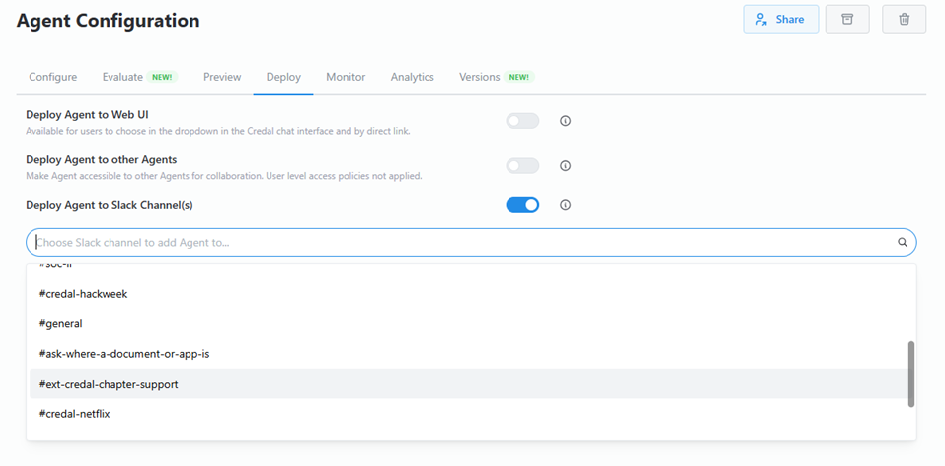 Agent Configuration
Share
Configure
Evaluate NEW!
Preview
Deploy
Monitor
Analytics
Versions NEW!
Deploy Agent to Web UI
Available for users to choose in the dropdown in the Credal chat interface and by direct link.
Deploy Agent to other Agents
Make Agent accessible to other Agents for collaboration. User level access policies not applied.
Deploy Agent to Slack Channel(s)
Choose Slack channel to add Agent to...
#credal-hackweek
#general
#ask-where-a-document-or-app-is
#ext-credal-chapter-support
#credal-netflix